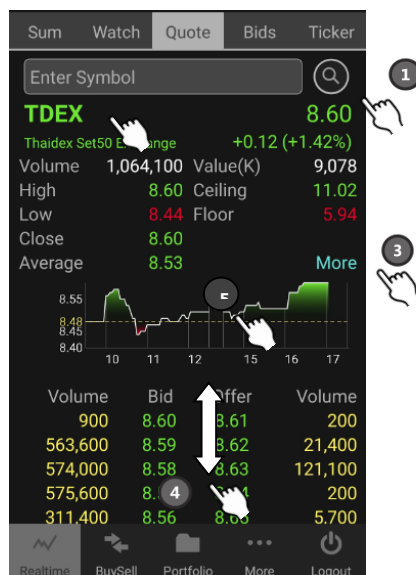 Sum Watch Quote Bids Ticker
Enter Symbol
1
TDEX 8.60
Thaidex Set50 +0.12 (+1.42%)
Volume 1,064,100 Value(K) 9,078
High 8.60 Ceiling 11.02
Low 8.44 Floor 5.94
Close 8.60
3
Average 8.53 More
8.55
8.48
8.45
8.40
10 11 12 15 16 17
Volume Bid Offer Volume
900 8.60 8.61 200
563,600 8.59 8.62 21,400
574,000 8.58 8.63 121,100
575,600 4 200
311,400 8.56 5,700
Realtime BuySell Portfolio More Logout